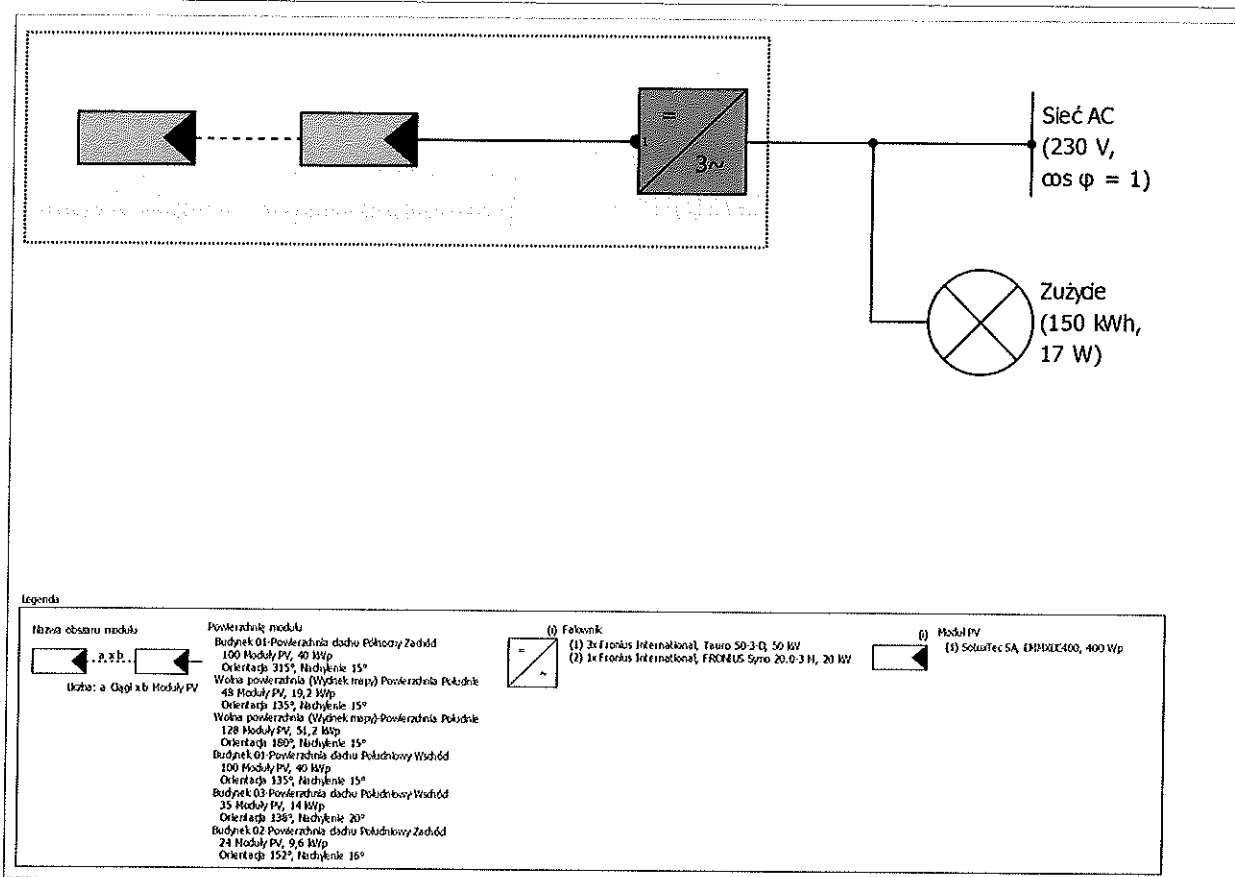 =
1
3~
Sieć AC
(230 V,
cos φ = 1)
Zużycie
(150 kWh,
17 W)
Legenda
Nazwa obszaru modułu
a x b
Liczba: a Ciągi x b Moduły PV
Powierzchnię modułu
Budynek 01-Powierzchnia dachu Północny Zachód
100 Moduły PV, 40 kWp
Orientacja 315°, Nachylenie 15°
Wolna powierzchnia (Wydnek mapy) Powierzchnia Południe
48 Moduły PV, 19,2 kWp
Orientacja 135°, Nachylenie 15°
Wolna powierzchnia (Wydnek mapy)-Powierzchnia Południe
128 Moduły PV, 51,2 kWp
Orientacja 180°, Nachylenie 15°
Budynek 01-Powierzchnia dachu Południowy Wschód
100 Moduły PV, 40 kWp
Orientacja 135°, Nachylenie 15°
Budynek 03-Powierzchnia dachu Południowy Wschód
35 Moduły PV, 14 kWp
Orientacja 138°, Nachylenie 20°
Budynek 02-Powierzchnia dachu Południowy Zachód
24 Moduły PV, 9,6 kWp
Orientacja 152°, Nachylenie 16°
=
~
(i) Falownik
(1) 3x Fronius International, Tauro 50-3-D, 50 kW
(2) 1x Fronius International, FRONIUS Symo 20.0-3 M, 20 kW
(i) Moduł PV
(1) SoluxTec SA, 400 Wp